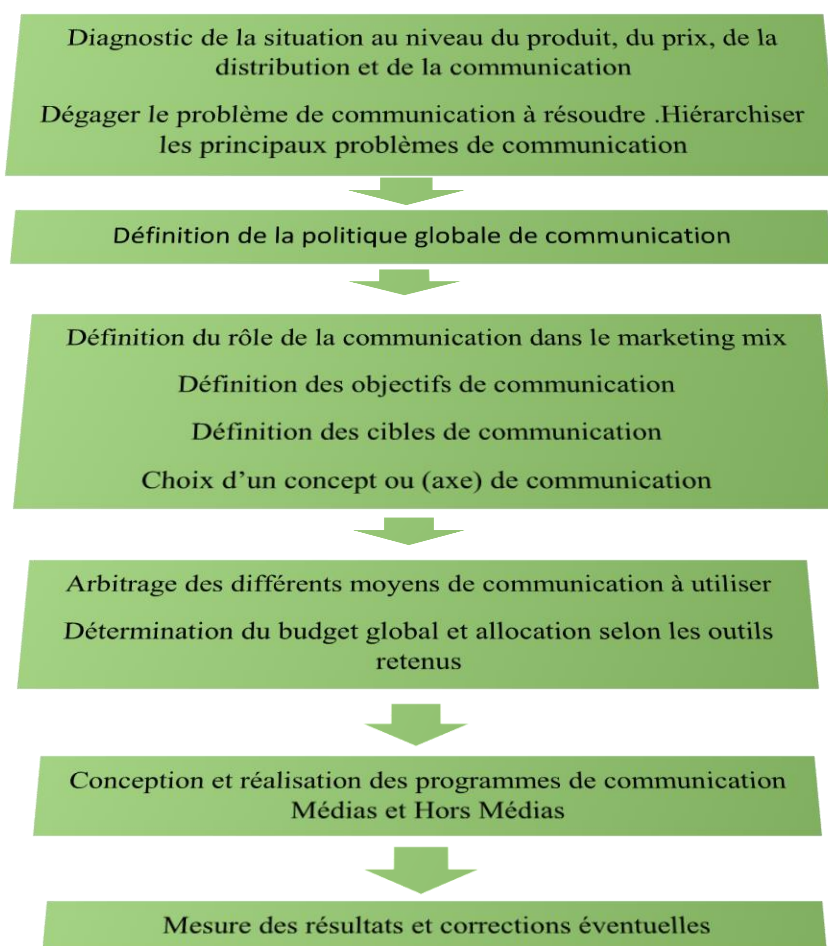 Diagnostic de la situation au niveau du produit, du prix, de la
distribution et de la communication
Dégager le problème de communication à résoudre .Hiérarchiser
les principaux problèmes de communication
Définition de la politique globale de communication
Définition du rôle de la communication dans le marketing mix
Définition des objectifs de communication
Définition des cibles de communication
Choix d’un concept ou (axe) de communication
Arbitrage des différents moyens de communication à utiliser
Détermination du budget global et allocation selon les outils
retenus
Conception et réalisation des programmes de communication
Médias et Hors Médias
Mesure des résultats et corrections éventuelles